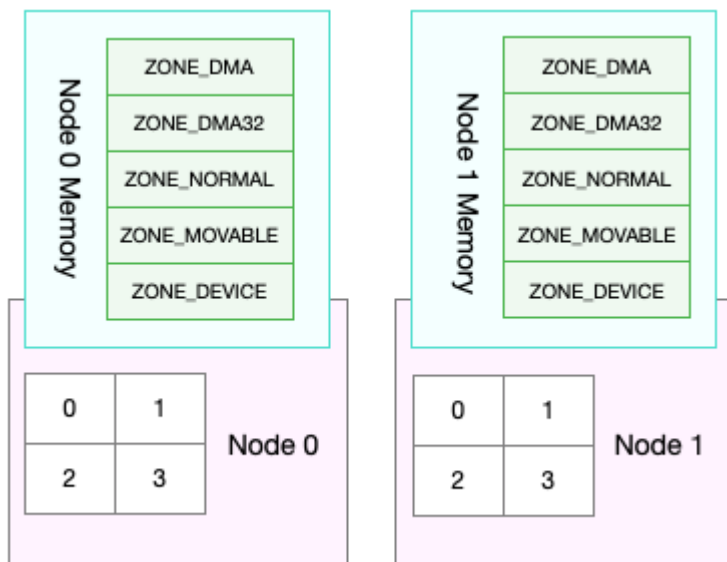 Node 0 Memory
ZONE_DMA
ZONE_DMA32
ZONE_NORMAL
ZONE_MOVABLE
ZONE_DEVICE
0 1
2 3
Node 0
Node 1 Memory
ZONE_DMA
ZONE_DMA32
ZONE_NORMAL
ZONE_MOVABLE
ZONE_DEVICE
0 1
2 3
Node 1